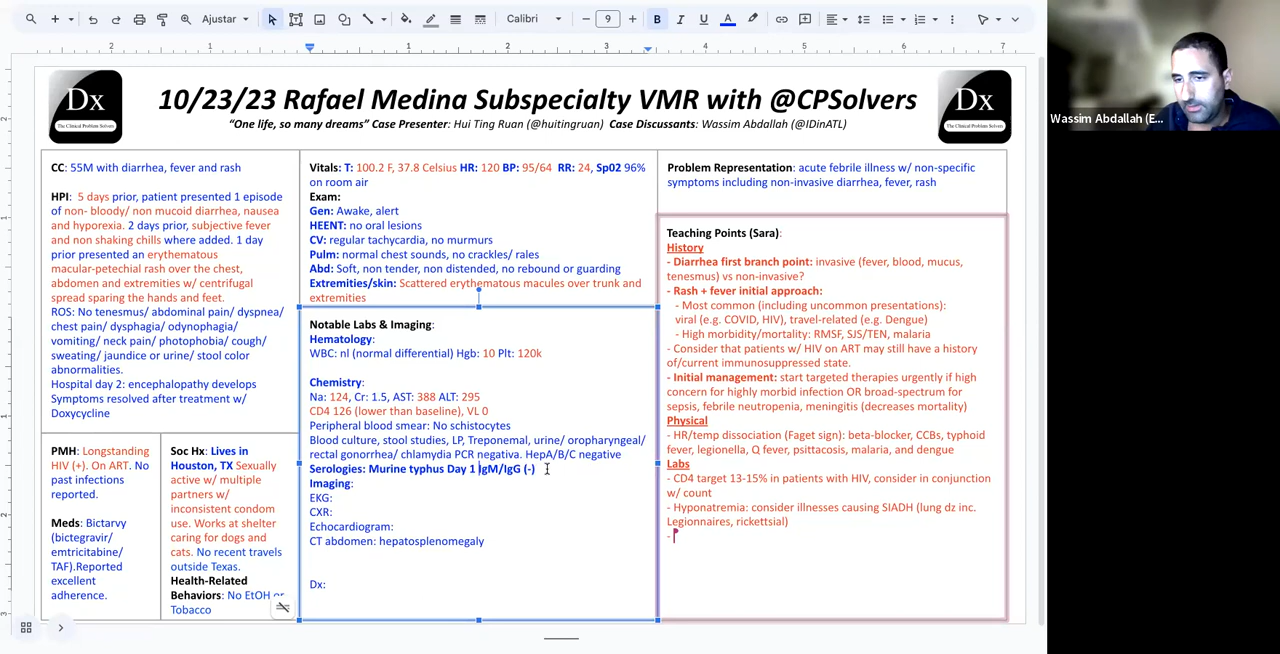 Ajustar
Calibri
9
B I U A
2 1 1 2 3 4 5 6 7
Dx
The Clinical Problem Solvers
10/23/23 Rafael Medina Subspecialty VMR with @CPSolvers
“One life, so many dreams” Case Presenter: Hui Ting Ruan (@huitingruan) Case Discussants: Wassim Abdallah (@IDinATL)
Dx
The Clinical Problem Solvers
CC: 55M with diarrhea, fever and rash
HPI: 5 days prior, patient presented 1 episode
of non- bloody/ non mucoid diarrhea, nausea
and hyporexia. 2 days prior, subjective fever
and non shaking chills where added. 1 day
prior presented an erythematous
macular-petechial rash over the chest,
abdomen and extremities w/ centrifugal
spread sparing the hands and feet.
ROS: No tenesmus/ abdominal pain/ dyspnea/
chest pain/ dysphagia/ odynophagia/
vomiting/ neck pain/ photophobia/ cough/
sweating/ jaundice or urine/ stool color
abnormalities.
Hospital day 2: encephalopathy develops
Symptoms resolved after treatment w/
Doxycycline
PMH: Longstanding
HIV (+). On ART. No
past infections
reported.
Meds: Bictarvy
(bictegravir/
emtricitabine/
TAF).Reported
excellent
adherence.
Soc Hx: Lives in
Houston, TX Sexually
active w/ multiple
partners w/
inconsistent condom
use. Works at shelter
caring for dogs and
cats. No recent travels
outside Texas.
Health-Related
Behaviors: No EtOH or
Tobacco
Vitals: T: 100.2 F, 37.8 Celsius HR: 120 BP: 95/64 RR: 24, Sp02 96%
on room air
Exam:
Gen: Awake, alert
HEENT: no oral lesions
CV: regular tachycardia, no murmurs
Pulm: normal chest sounds, no crackles/ rales
Abd: Soft, non tender, non distended, no rebound or guarding
Extremities/skin: Scattered erythematous macules over trunk and
extremities
Notable Labs & Imaging:
Hematology:
WBC: nl (normal differential) Hgb: 10 Plt: 120k
Chemistry:
Na: 124, Cr: 1.5, AST: 388 ALT: 295
CD4 126 (lower than baseline), VL 0
Peripheral blood smear: No schistocytes
Blood culture, stool studies, LP, Treponemal, urine/ oropharyngeal/
rectal gonorrhea/ chlamydia PCR negativa. HepA/B/C negative
Serologies: Murine typhus Day 1 IgM/IgG (-)
Imaging:
EKG:
CXR:
Echocardiogram:
CT abdomen: hepatosplenomegaly
Dx:
Problem Representation: acute febrile illness w/ non-specific
symptoms including non-invasive diarrhea, fever, rash
Teaching Points (Sara):
History
- Diarrhea first branch point: invasive (fever, blood, mucus,
tenesmus) vs non-invasive?
- Rash + fever initial approach:
- Most common (including uncommon presentations):
viral (e.g. COVID, HIV), travel-related (e.g. Dengue)
- High morbidity/mortality: RMSF, SJS/TEN, malaria
- Consider that patients w/ HIV on ART may still have a history
of/current immunosuppressed state.
- Initial management: start targeted therapies urgently if high
concern for highly morbid infection OR broad-spectrum for
sepsis, febrile neutropenia, meningitis (decreases mortality)
Physical
- HR/temp dissociation (Faget sign): beta-blocker, CCBs, typhoid
fever, legionella, Q fever, psittacosis, malaria, and dengue
Labs
- CD4 target 13-15% in patients with HIV, consider in conjunction
w/ count
- Hyponatremia: consider illnesses causing SIADH (lung dz inc.
Legionnaires, rickettsial)
-
Wassim Abdallah (E...